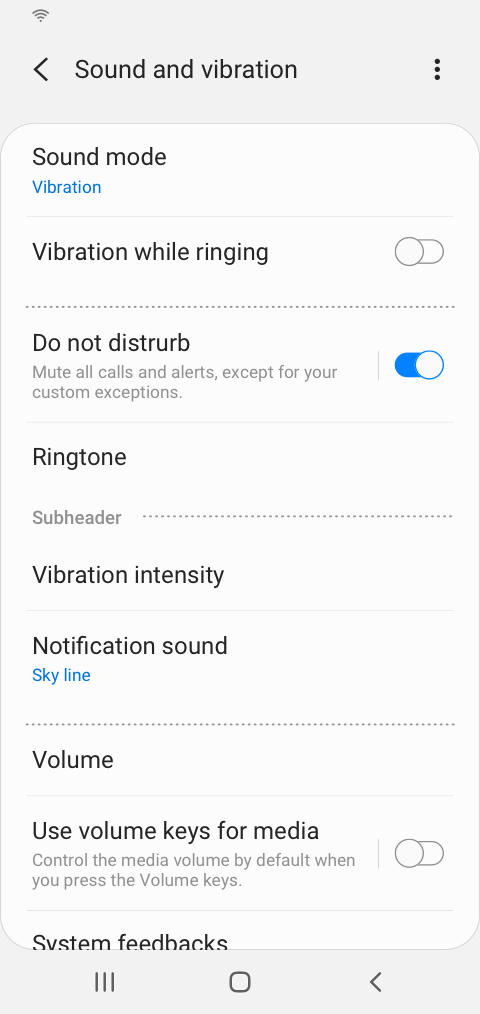 Sound and vibration
Sound mode
Vibration
Vibration while ringing
Do not distrurb
Mute all calls and alerts, except for your
custom exceptions.
Ringtone
Subheader
Vibration intensity
Notification sound
Sky line
Volume
Use volume keys for media
Control the media volume by default when
you press the Volume keys.
System feedbacks